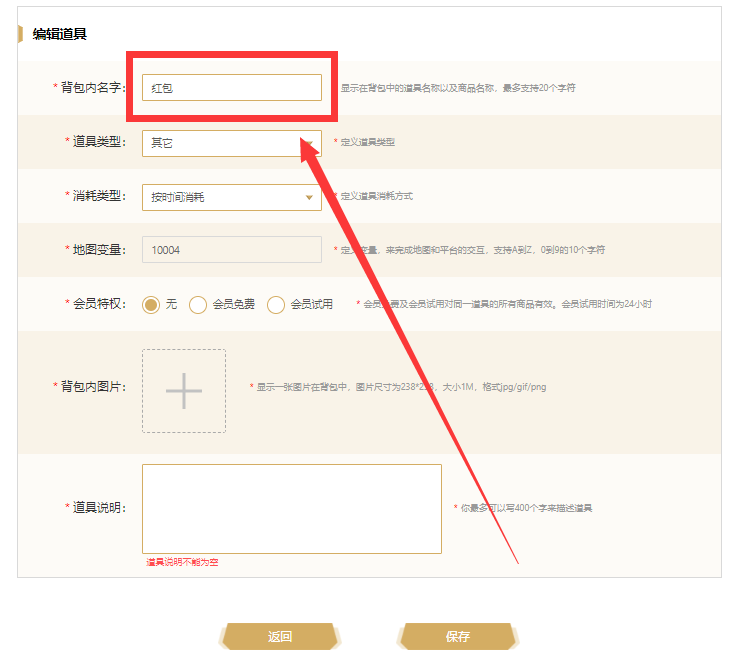 编辑道具
* 背包内名字: 红包 显示在背包中的道具名称以及商品名称，最多支持20个字符
* 道具类型: 其它 * 定义道具类型
* 消耗类型: 按时间消耗 * 定义道具消耗方式
* 地图变量: 10004 * 定义变量，来完成地图和平台的交互，支持A到Z，0到9的10个字符
* 会员特权: 无 会员免费 会员试用 * 会员免费及会员试用对同一道具的所有商品有效。会员试用时间为24小时
* 背包内图片: * 显示一张图片在背包中，图片尺寸为238*238，大小1M，格式jpg/gif/png
* 道具说明: * 你最多可以写400个字来描述道具
道具说明不能为空
返回 保存